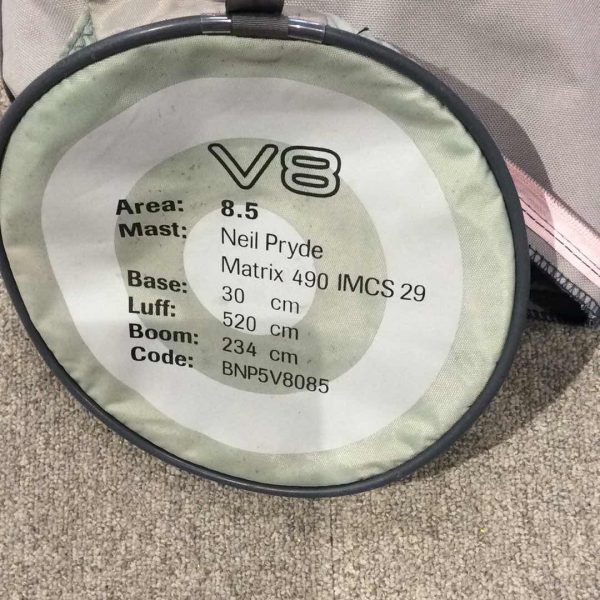 V8
Area: 8.5
Mast: Neil Pryde
Matrix 490 IMCS 29
Base: 30 cm
Luff: 520 cm
Boom: 234 cm
Code: BNP5V8085